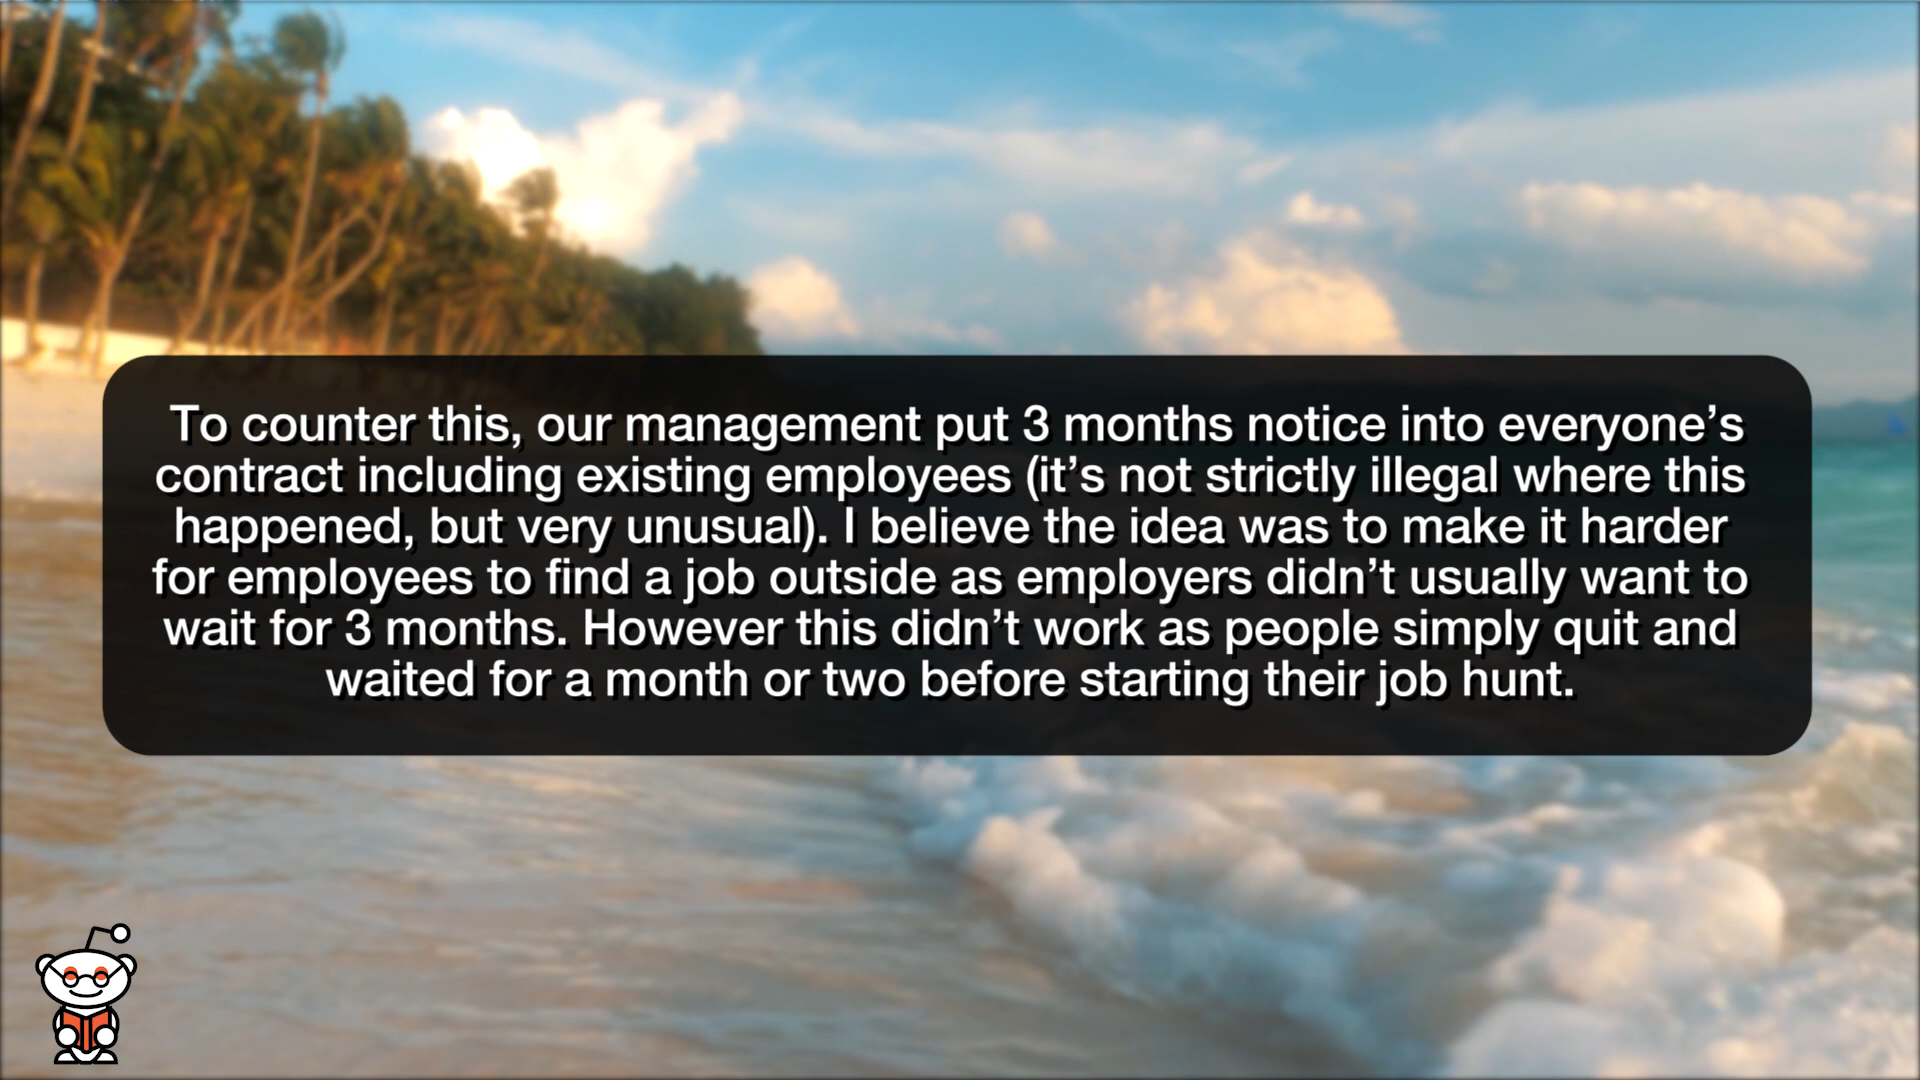 To counter this, our management put 3 months notice into everyone’s
contract including existing employees (it’s not strictly illegal where this
happened, but very unusual). I believe the idea was to make it harder
for employees to find a job outside as employers didn’t usually want to
wait for 3 months. However this didn’t work as people simply quit and
waited for a month or two before starting their job hunt.